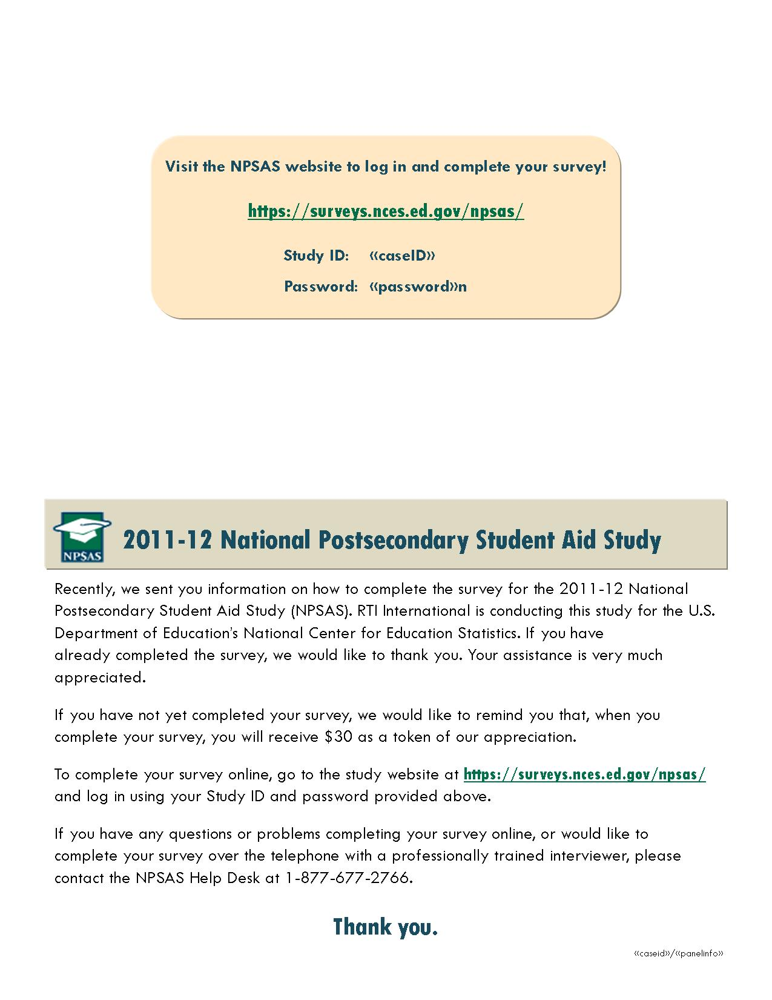 Visit the NPSAS website to log in and complete your survey!
https://surveys.nces.ed.gov/npsas/
Study ID: «caseID»
Password: «password»n
NPSAS
2011-12 National Postsecondary Student Aid Study
Recently, we sent you information on how to complete the survey for the 2011-12 National
Postsecondary Student Aid Study (NPSAS). RTI International is conducting this study for the U.S.
Department of Education’s National Center for Education Statistics. If you have
already completed the survey, we would like to thank you. Your assistance is very much
appreciated.
If you have not yet completed your survey, we would like to remind you that, when you
complete your survey, you will receive $30 as a token of our appreciation.
To complete your survey online, go to the study website at https://surveys.nces.ed.gov/npsas/
and log in using your Study ID and password provided above.
If you have any questions or problems completing your survey online, or would like to
complete your survey over the telephone with a professionally trained interviewer, please
contact the NPSAS Help Desk at 1-877-677-2766.
Thank you.
«caseid»/«panelinfo»